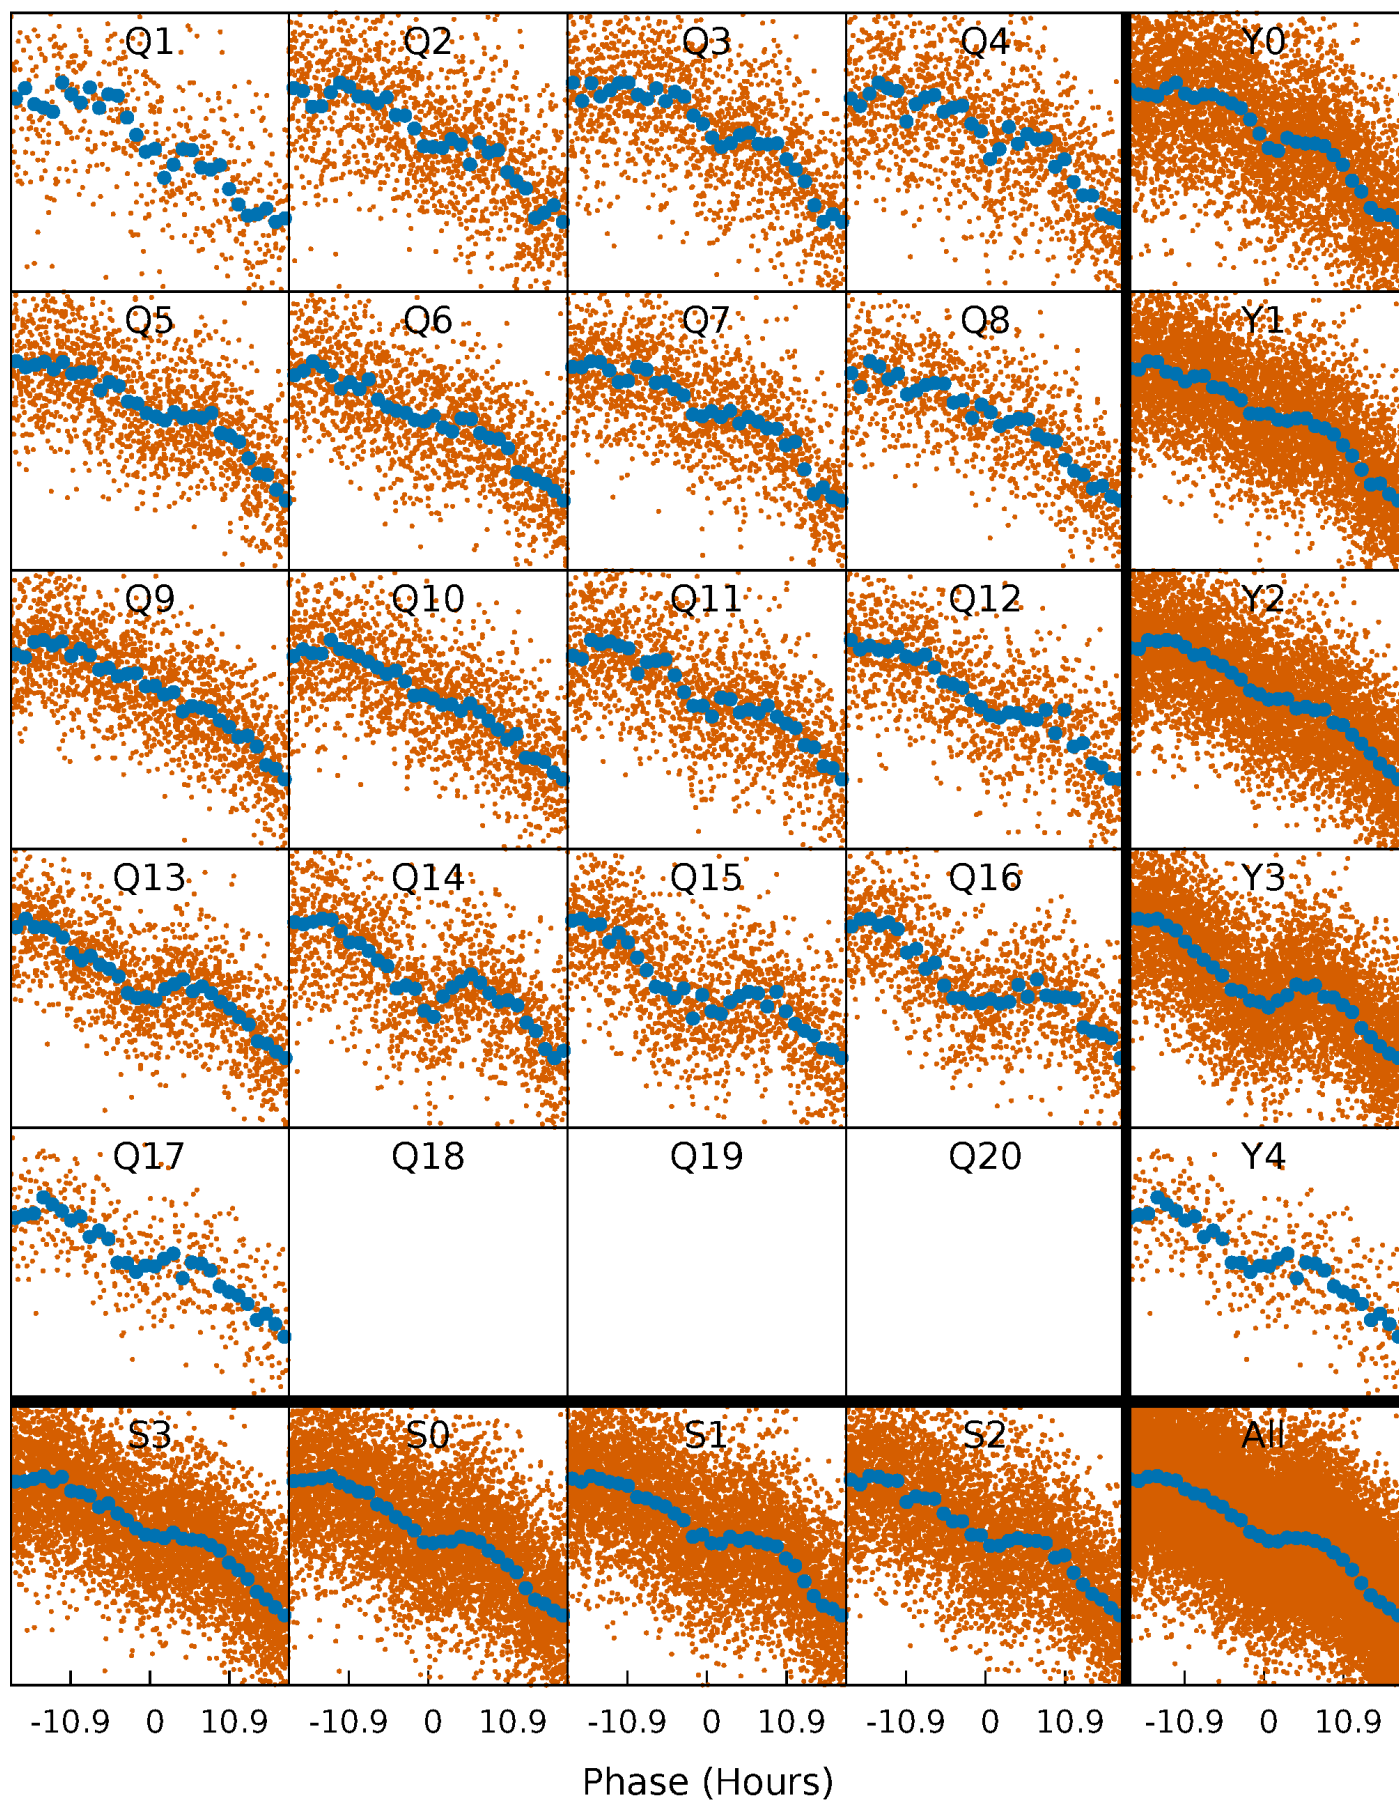 Q1 Q2 Q3 Q4 Y0
Q5 Q6 Q7 Q8 Y1
Q9 Q10 Q11 Q12 Y2
Q13 Q14 Q15 Q16 Y3
Q17 Q18 Q19 Q20 Y4
S3 S0 S1 S2 All
-10.9 0 10.9 -10.9 0 10.9 -10.9 0 10.9 -10.9 0 10.9 -10.9 0 10.9
Phase (Hours)